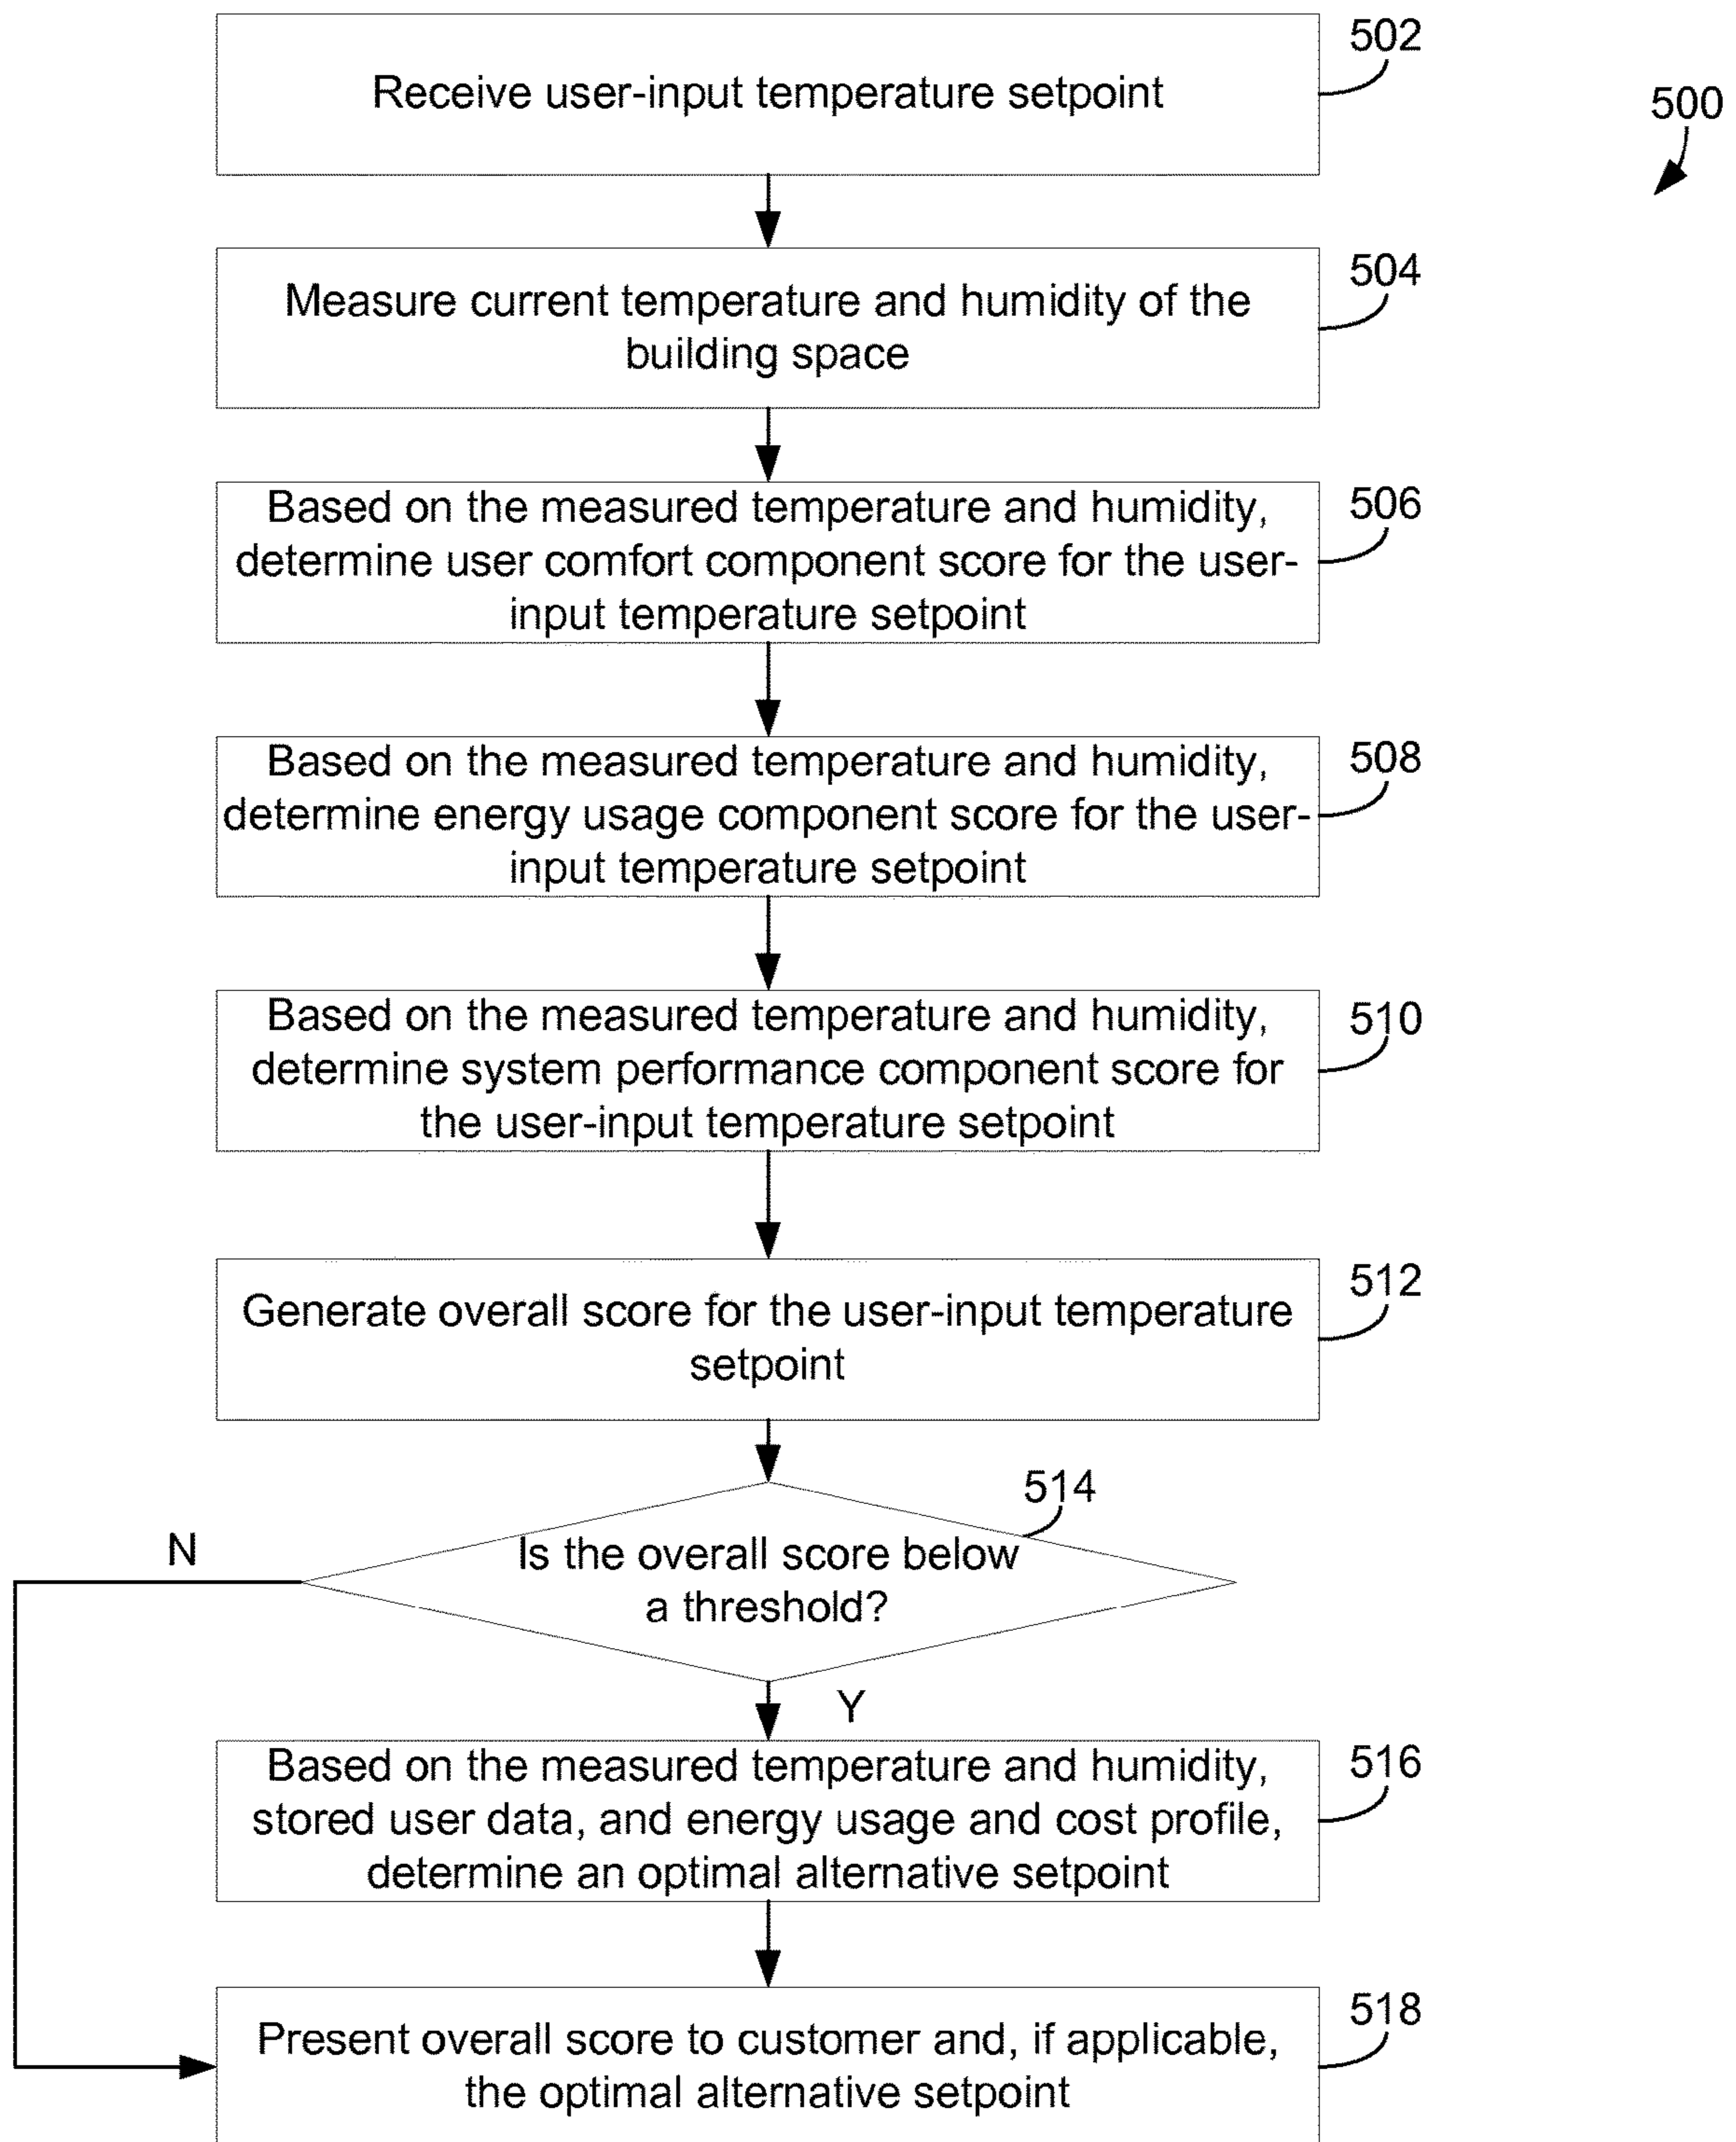 502
Receive user-input temperature setpoint
500
504
Measure current temperature and humidity of the
building space
506
Based on the measured temperature and humidity,
determine user comfort component score for the user-
input temperature setpoint
508
Based on the measured temperature and humidity,
determine energy usage component score for the user-
input temperature setpoint
510
Based on the measured temperature and humidity,
determine system performance component score for
the user-input temperature setpoint
512
Generate overall score for the user-input temperature
setpoint
514
N
Is the overall score below
a threshold?
Y
516
Based on the measured temperature and humidity,
stored user data, and energy usage and cost profile,
determine an optimal alternative setpoint
518
Present overall score to customer and, if applicable,
the optimal alternative setpoint